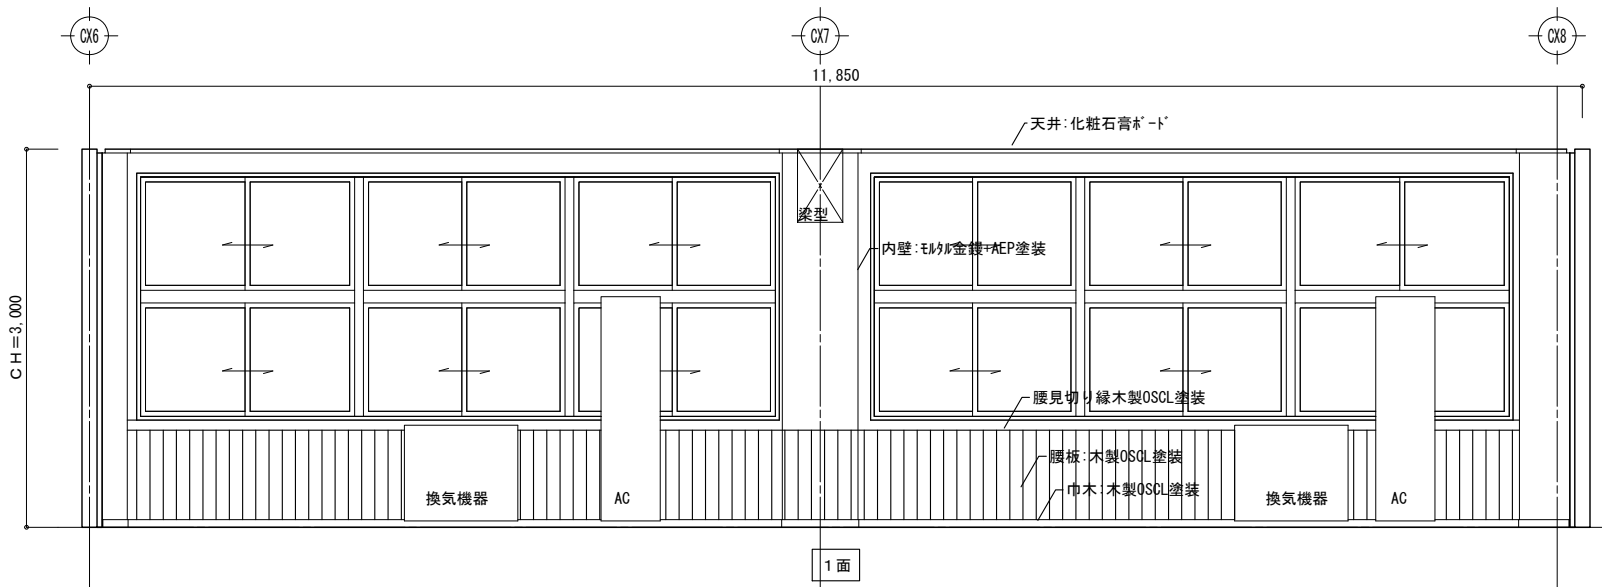 CX6
CX7
CX8
11,850
天井:化粧石膏ボード
梁型
内壁:モルタル金鏝+AEP塗装
CH=3,000
腰見切り縁木製OSCL塗装
腰板:木製OSCL塗装
巾木:木製OSCL塗装
換気機器
AC
換気機器
AC
1面